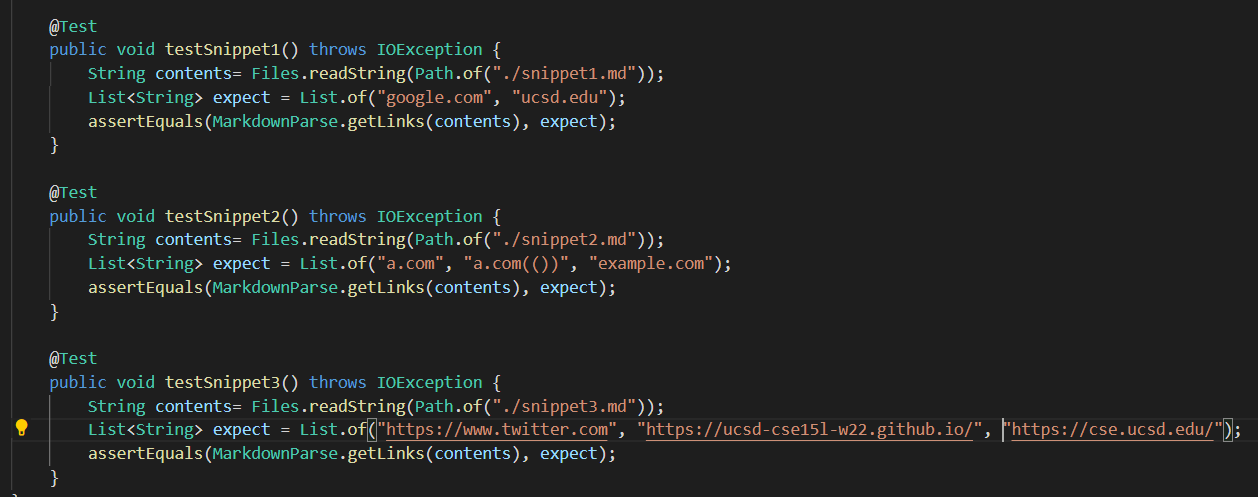 @Test
public void testSnippet1() throws IOException {
    String contents= Files.readString(Path.of("./snippet1.md"));
    List<String> expect = List.of("google.com", "ucsd.edu");
    assertEquals(MarkdownParse.getLinks(contents), expect);
}

@Test
public void testSnippet2() throws IOException {
    String contents= Files.readString(Path.of("./snippet2.md"));
    List<String> expect = List.of("a.com", "a.com(())", "example.com");
    assertEquals(MarkdownParse.getLinks(contents), expect);
}

@Test
public void testSnippet3() throws IOException {
    String contents= Files.readString(Path.of("./snippet3.md"));
    List<String> expect = List.of("https://www.twitter.com", "https://ucsd-cse15l-w22.github.io/", "https://cse.ucsd.edu/");
    assertEquals(MarkdownParse.getLinks(contents), expect);
}